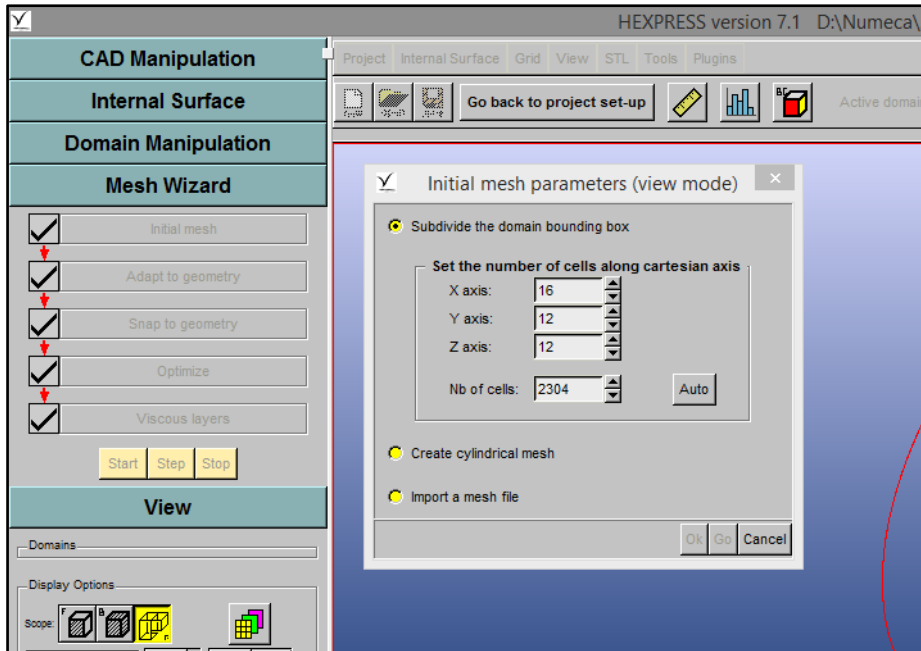 HEXPRESS version 7.1 D:\Numeca\
CAD Manipulation
Internal Surface
Domain Manipulation
Mesh Wizard
Initial mesh
Adapt to geometry
Snap to geometry
Optimize
Viscous layers
Start Step Stop
View
Domains
Display Options
Scope: F B F
Project Internal Surface Grid View STL Tools Plugins
Go back to project set-up BC Active domai
Initial mesh parameters (view mode)
Subdivide the domain bounding box
Set the number of cells along cartesian axis
X axis: 16
Y axis: 12
Z axis: 12
Nb of cells: 2304 Auto
Create cylindrical mesh
Import a mesh file
Ok Go Cancel